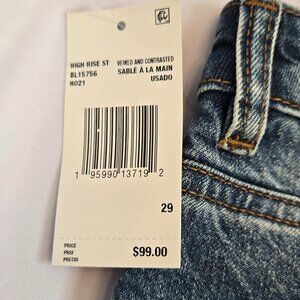 HIGH RISE ST VEINED AND CONTRASTED
BL15756 SABLÉ À LA MAIN
HO21 USADO
1 95990 13719 2
29
PRICE
PRIX
PRECIO $99.00